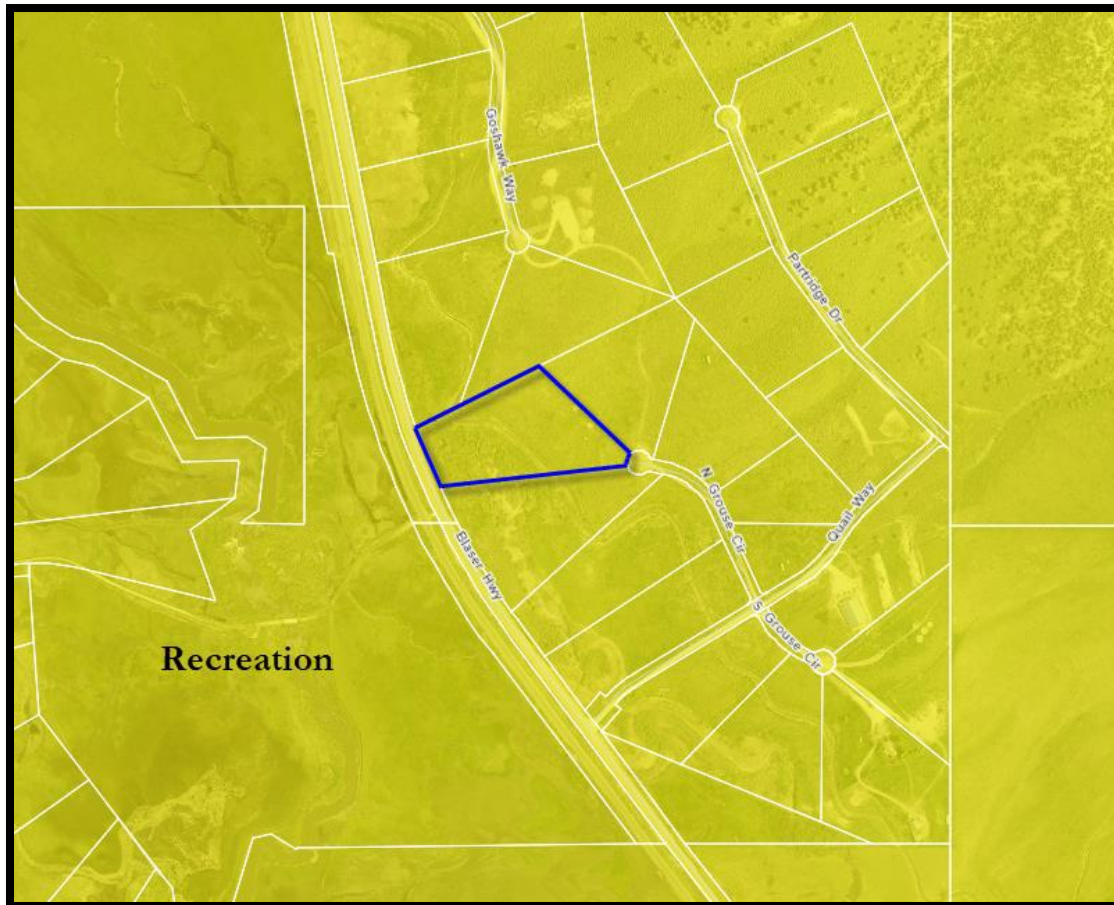 Goshawk Way
Partridge Dr
N Grouse Cir
Quail Way
Blaser Hwy
S Grouse Cir
Recreation